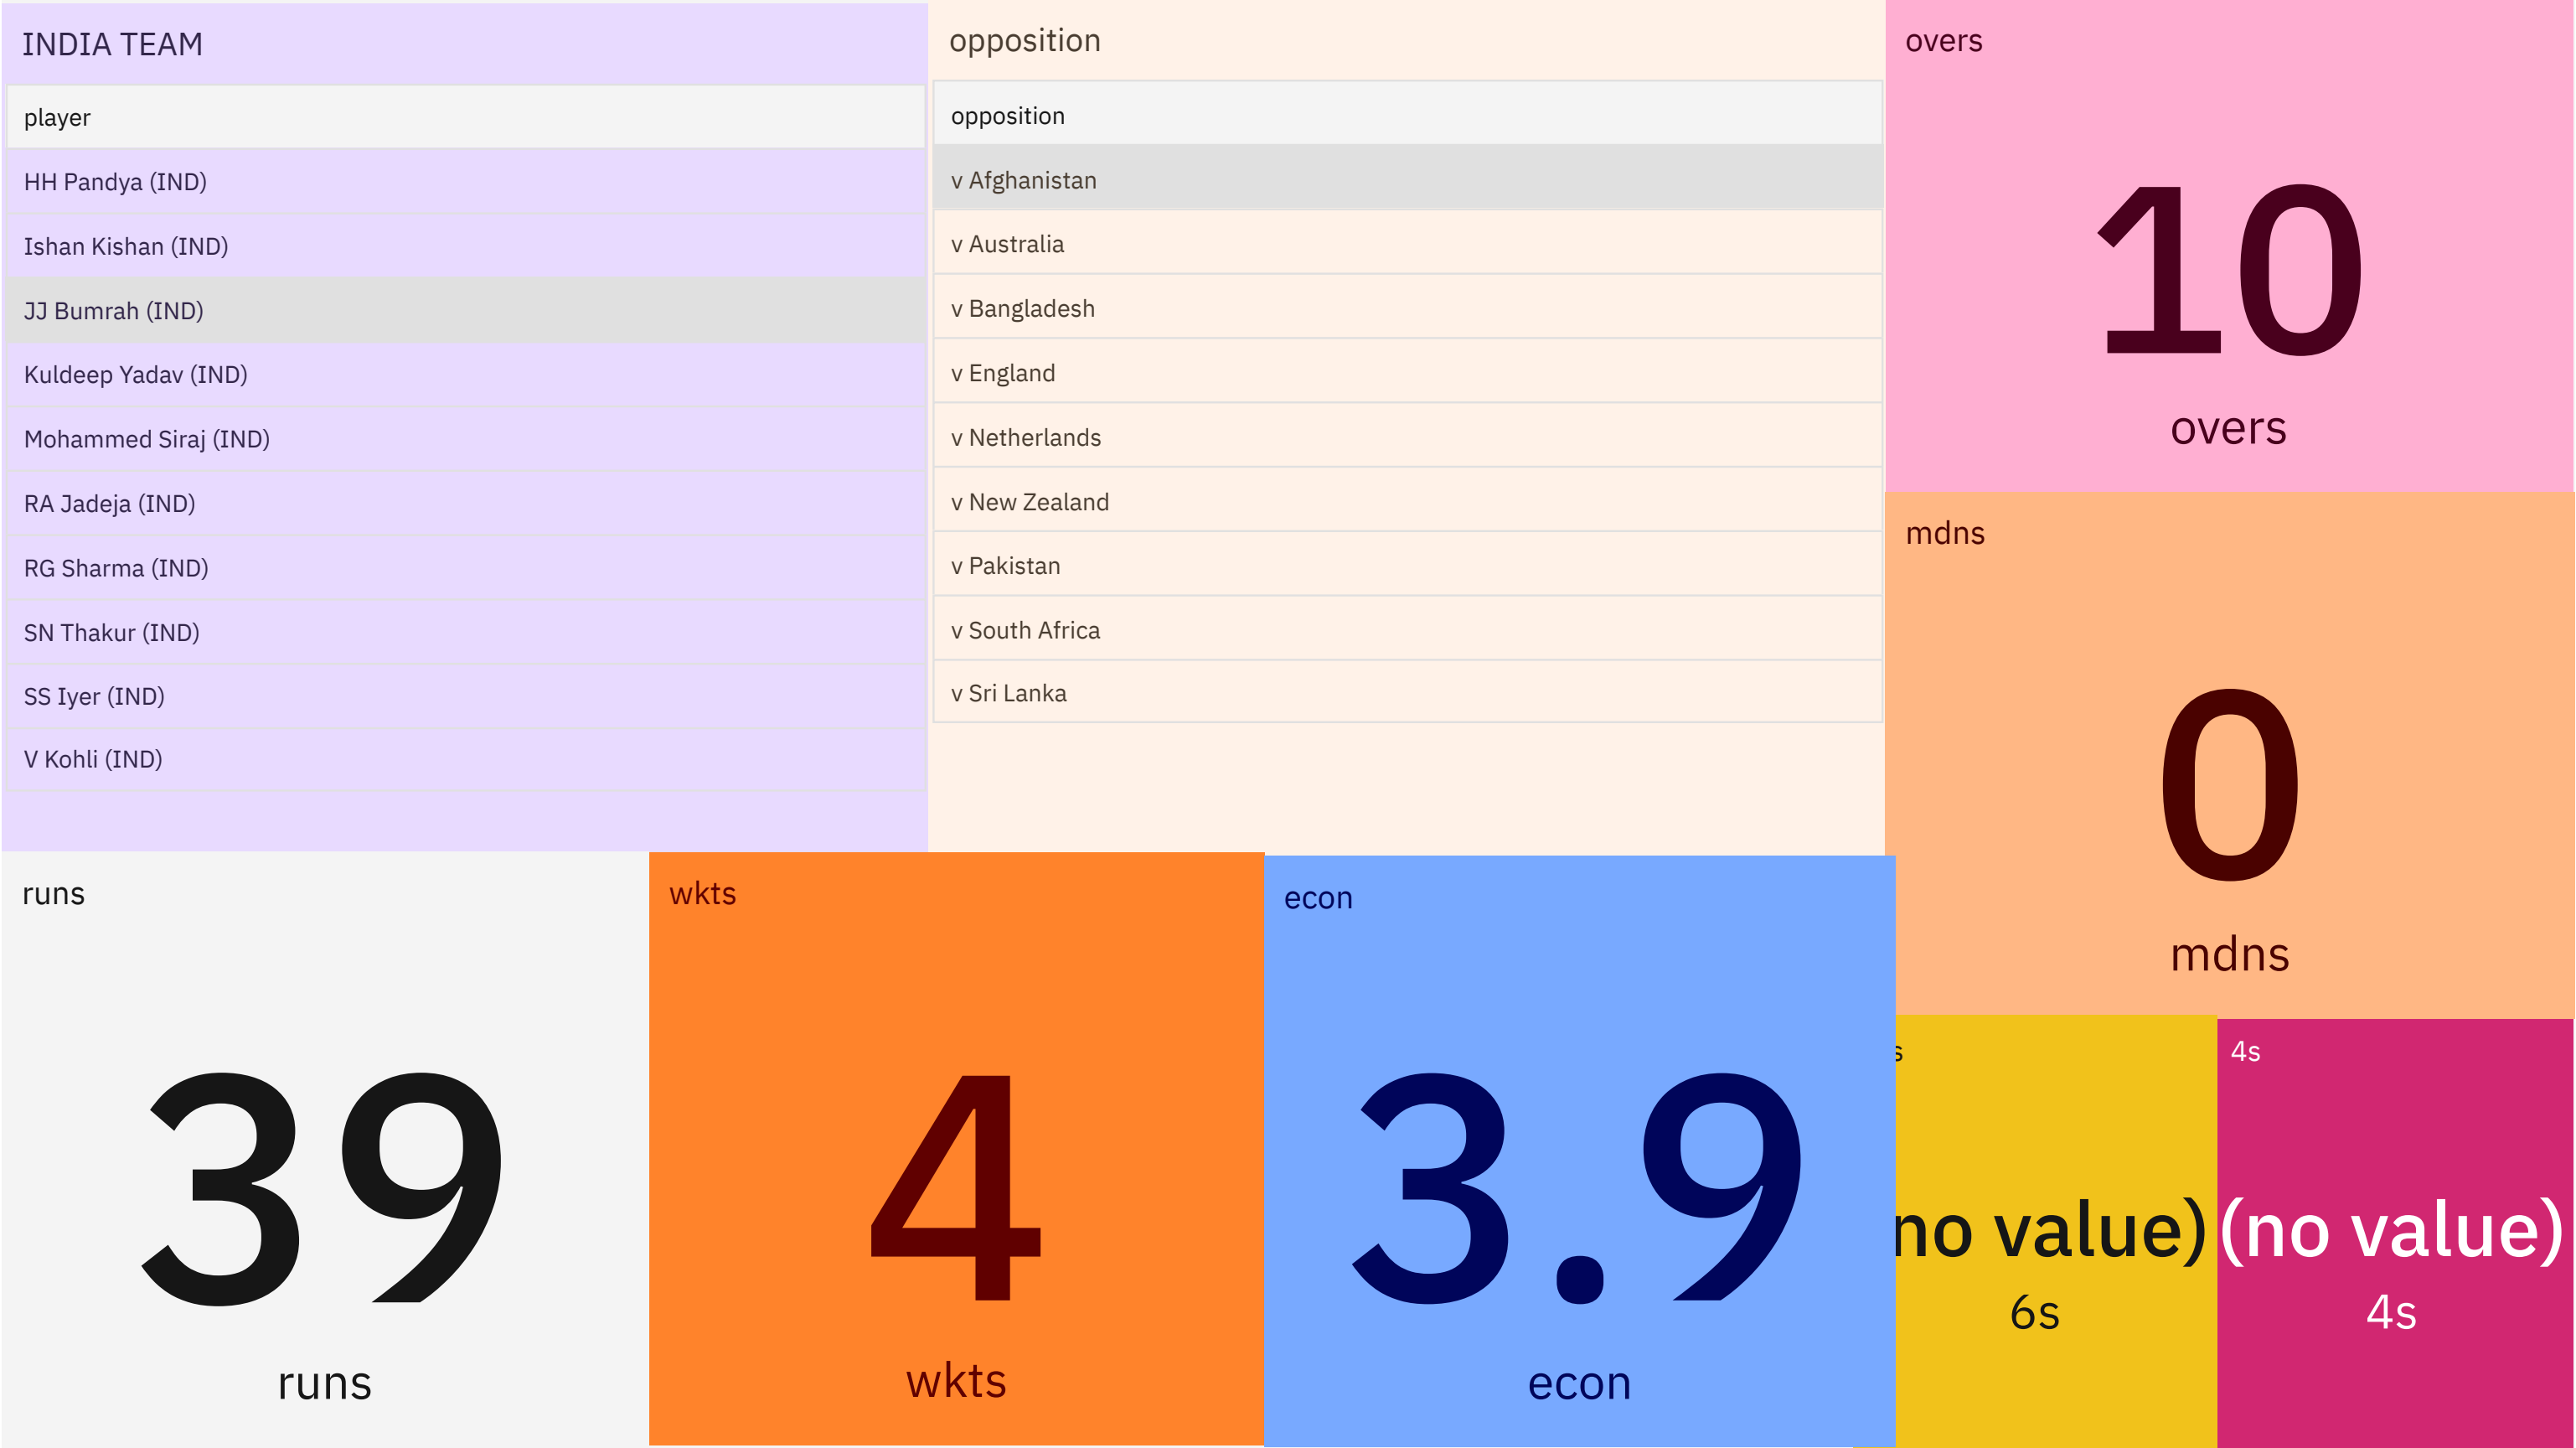 INDIA TEAM
player
HH Pandya (IND)
Ishan Kishan (IND)
JJ Bumrah (IND)
Kuldeep Yadav (IND)
Mohammed Siraj (IND)
RA Jadeja (IND)
RG Sharma (IND)
SN Thakur (IND)
SS Iyer (IND)
V Kohli (IND)
opposition
opposition
v Afghanistan
v Australia
v Bangladesh
v England
v Netherlands
v New Zealand
v Pakistan
v South Africa
v Sri Lanka
overs
10
overs
mdns
0
mdns
runs
39
runs
wkts
4
wkts
econ
3.9
econ
s
no value)
6s
4s
(no value)
4s